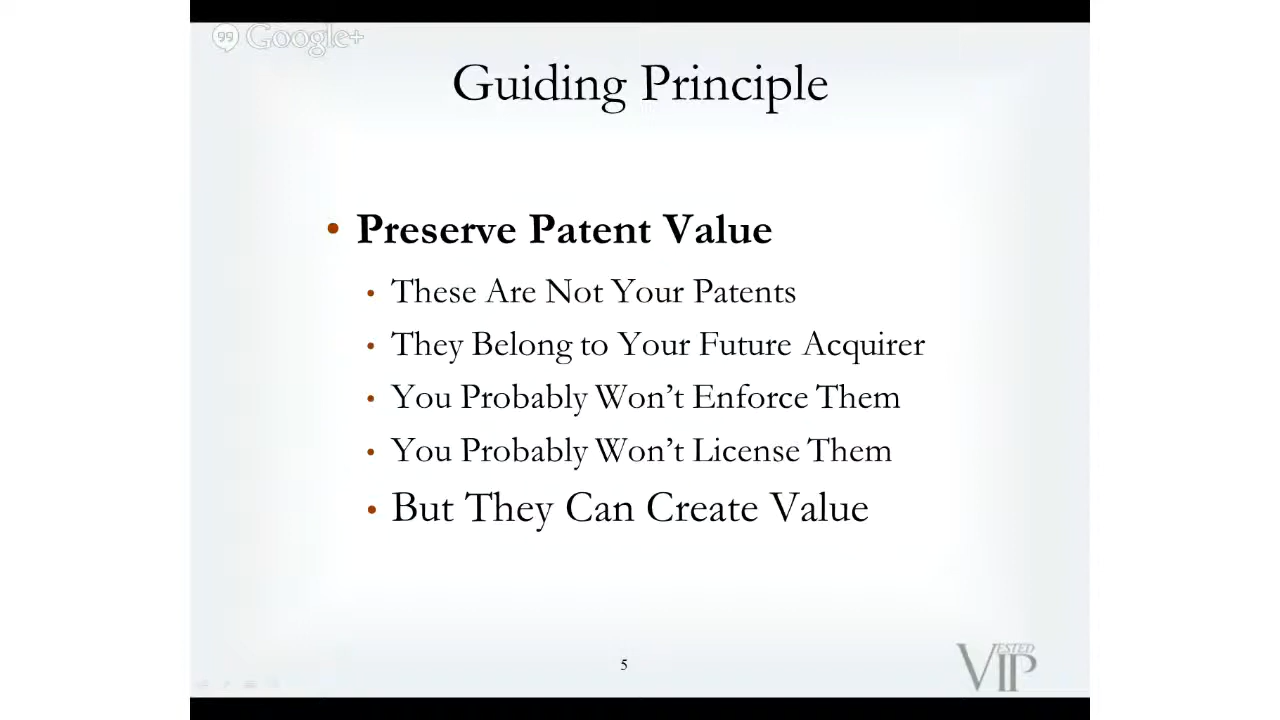 99 Google+
Guiding Principle
• Preserve Patent Value
• These Are Not Your Patents
• They Belong to Your Future Acquirer
• You Probably Won't Enforce Them
• You Probably Won't License Them
• But They Can Create Value
5
VESTED
VIP